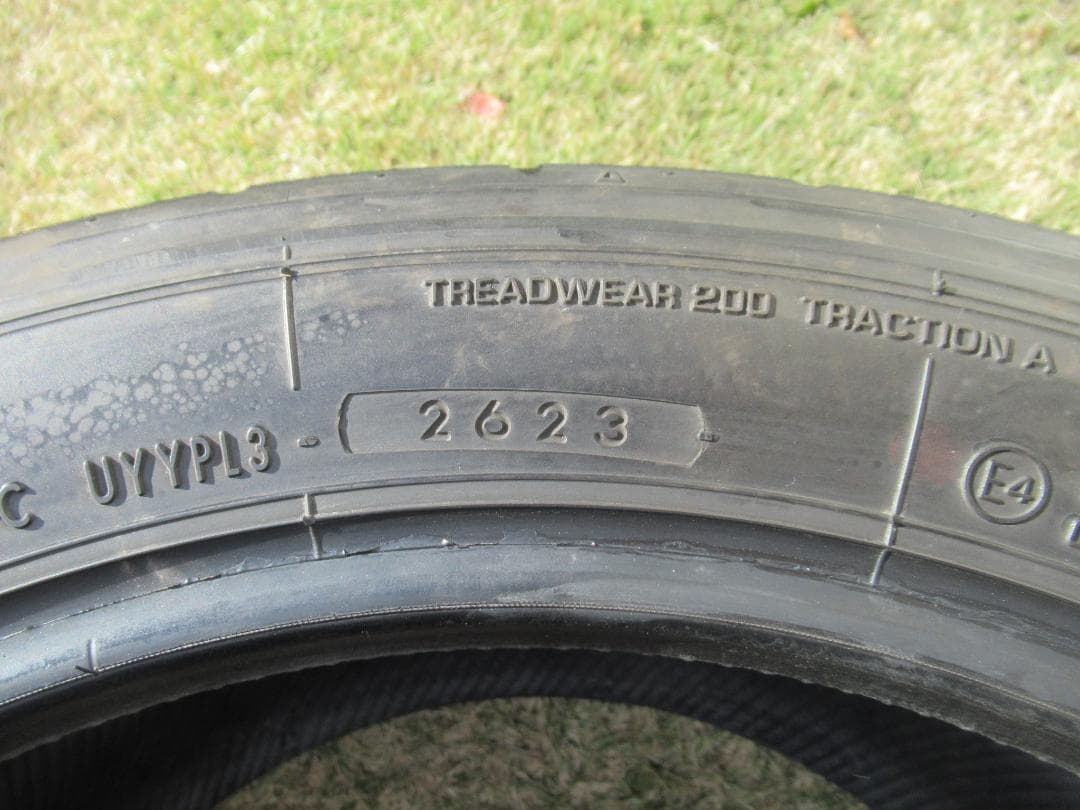 TREADWEAR 200 TRACTION A
C UYYPL3 2623
E4